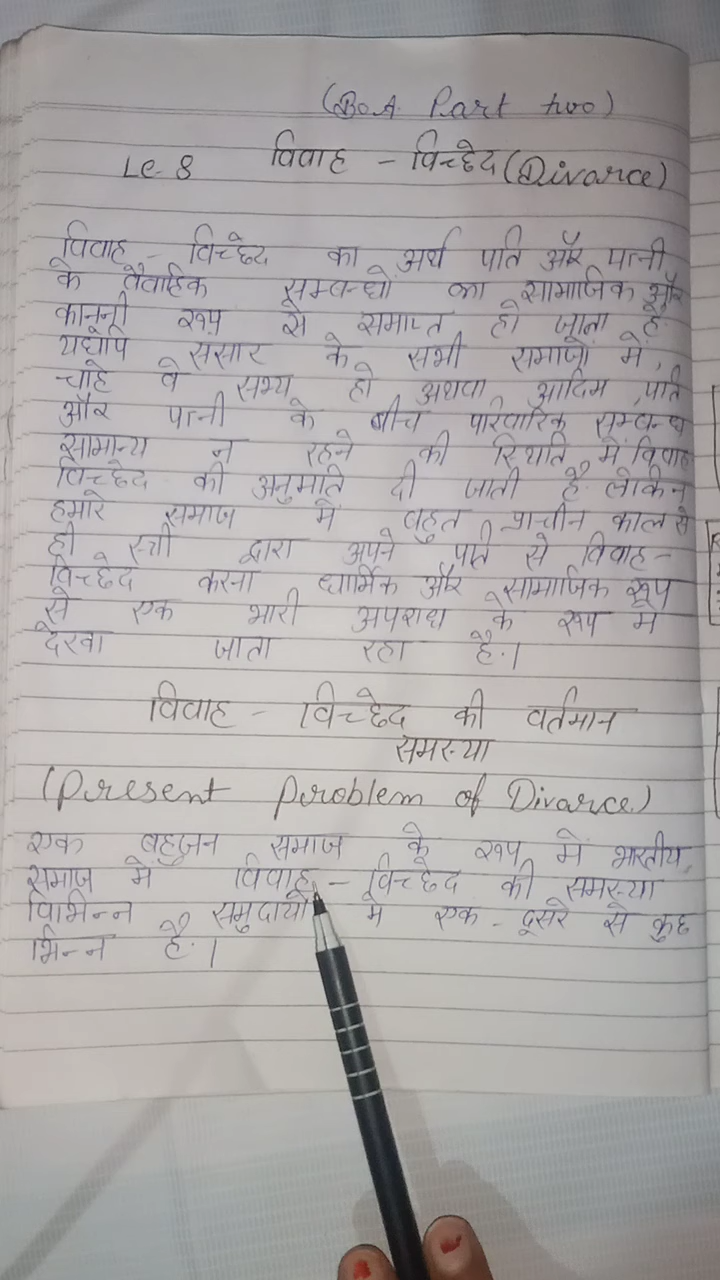 (B.A. Part two)
Le 8 विवाह - विच्छेद (Divarce)
विवाह - विच्छेद का अर्थ पति और पत्नी
के वैवाहिक सम्बन्धों का सामाजिक और
कानूनी रूप से समाप्त हो जाना है
यद्यपि संसार के सभी समाजों में,
चाहे वे सभ्य हो अथवा आदिम पति
और पत्नी के बीच पारिवारिक सम्बन्ध
सामान्य न रहने की स्थिति में विवाह
विच्छेद की अनुमति दी जाती है लेकिन
हमारे समाज में बहुत प्राचीन काल से
ही स्त्री द्वारा अपने पति से विवाह -
विच्छेद करना धार्मिक और सामाजिक रूप
से एक भारी अपराध के रूप में
देखा जाता रहा है।
विवाह - विच्छेद की वर्तमान
समस्या
(Present Problem of Divarce)
एक बहुजन समाज के रूप में भारतीय
समाज में विवाह - विच्छेद की समस्या
विभिन्न समुदायों में एक - दूसरे से कुछ
भिन्न है।